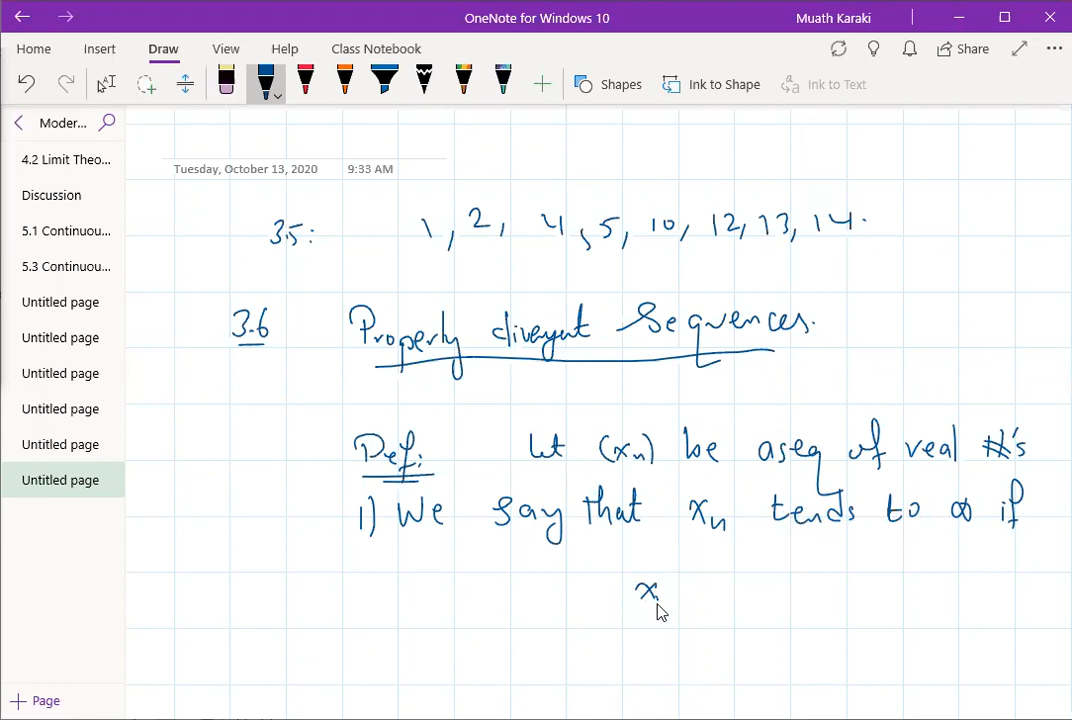 OneNote for Windows 10
Muath Karaki
Home Insert Draw View Help Class Notebook
Share
Shapes Ink to Shape Ink to Text
Moder...
4.2 Limit Theo...
Discussion
5.1 Continuou...
5.3 Continuou...
Untitled page
Untitled page
Untitled page
Untitled page
Untitled page
Untitled page
Page
Tuesday, October 13, 2020 9:33 AM
3.5: 1, 2, 4, 5, 10, 12, 13, 14.
3.6 Property divergent Sequences.
Def: let (xn) be a seq of real #'s
1) We say that xn tends to ∞ if
x